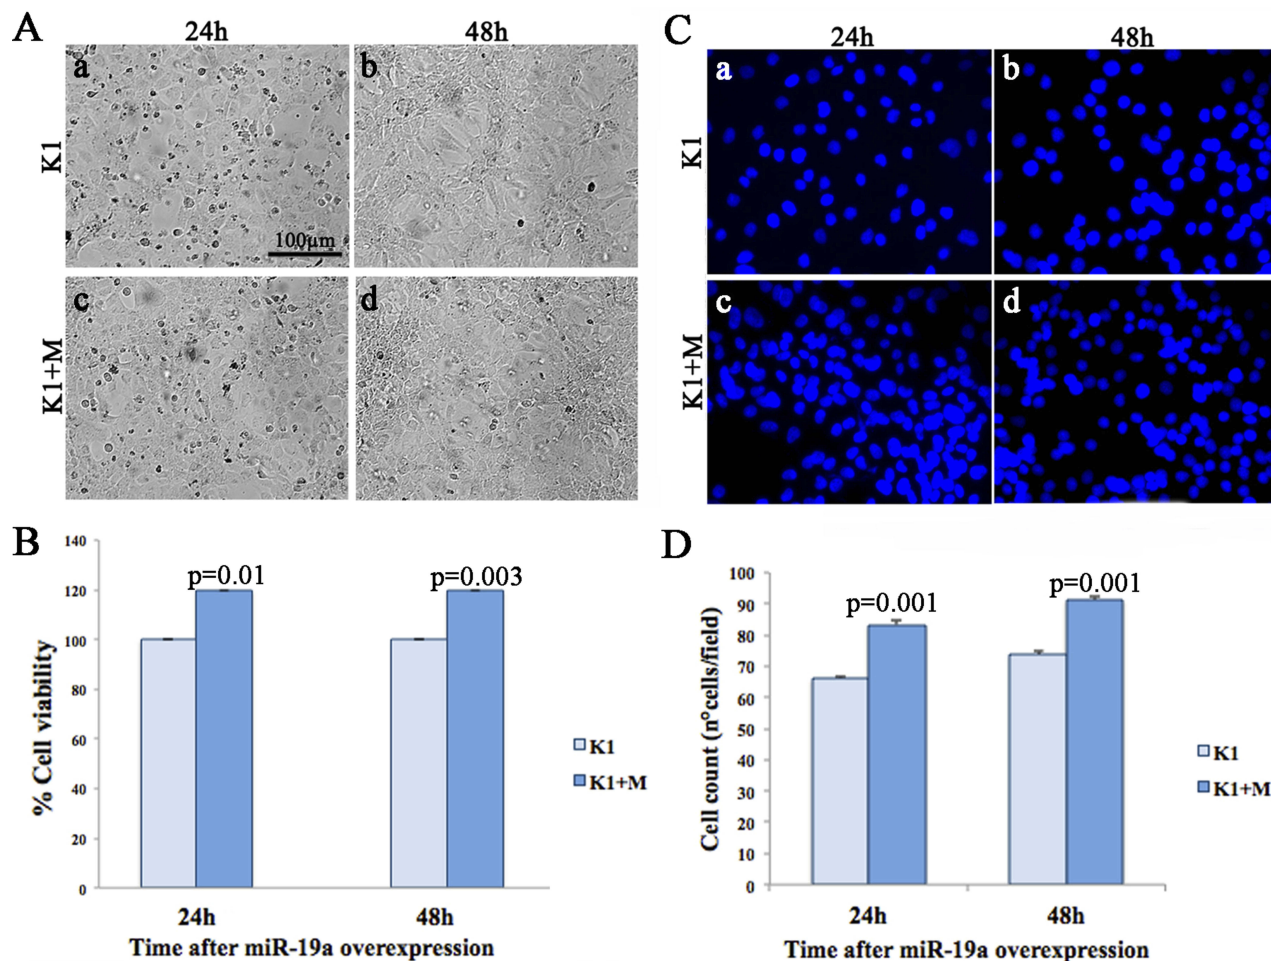 A
24h
48h
K1
a
b
100µm
K1+M
c
d
C
24h
48h
K1
a
b
K1+M
c
d
B
% Cell viability
140
120
100
80
60
40
20
0
p=0.01
p=0.003
24h
48h
Time after miR-19a overexpression
K1
K1+M
D
Cell count (n°cells/field)
100
90
80
70
60
50
40
30
20
10
0
p=0.001
p=0.001
24h
48h
Time after miR-19a overexpression
K1
K1+M